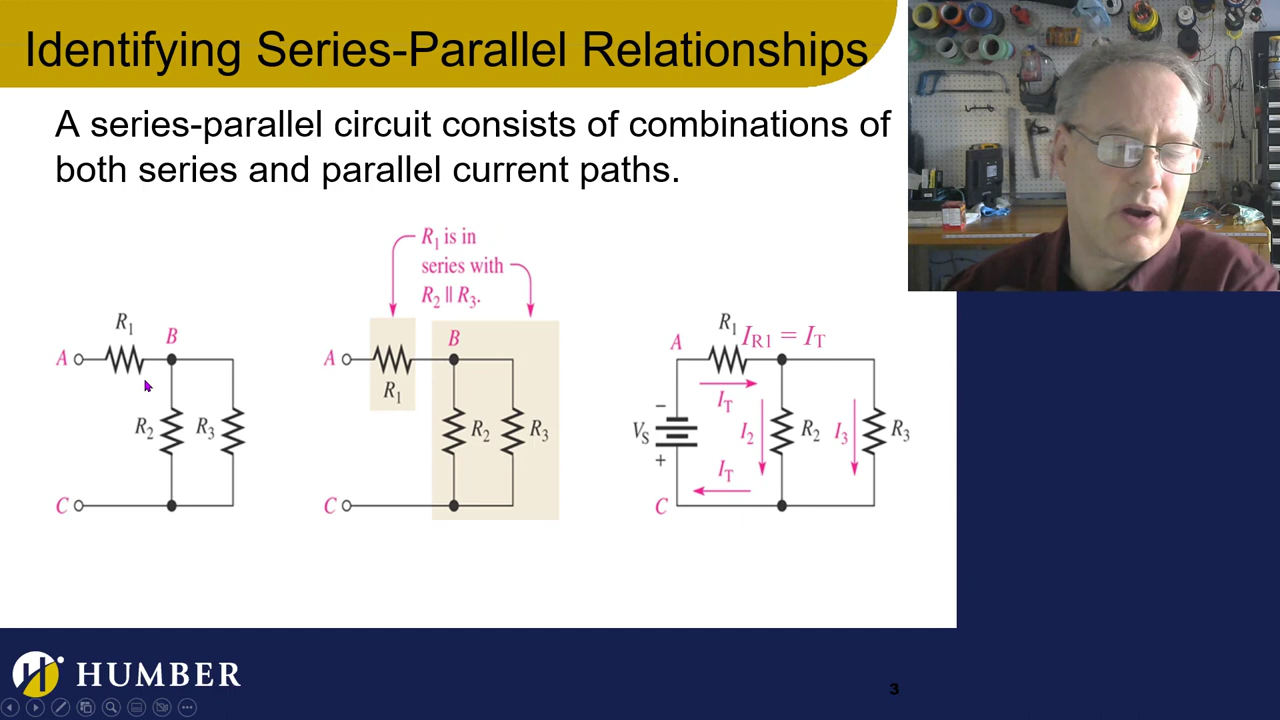 Identifying Series-Parallel Relationships
A series-parallel circuit consists of combinations of
both series and parallel current paths.
R1
A
B
R2
R3
C
R1 is in
series with
R2 || R3.
A
R1
B
R2
R3
C
A
R1
IR1 = IT
IT
−
VS
+
I2
R2
I3
R3
IT
C
HUMBER
3